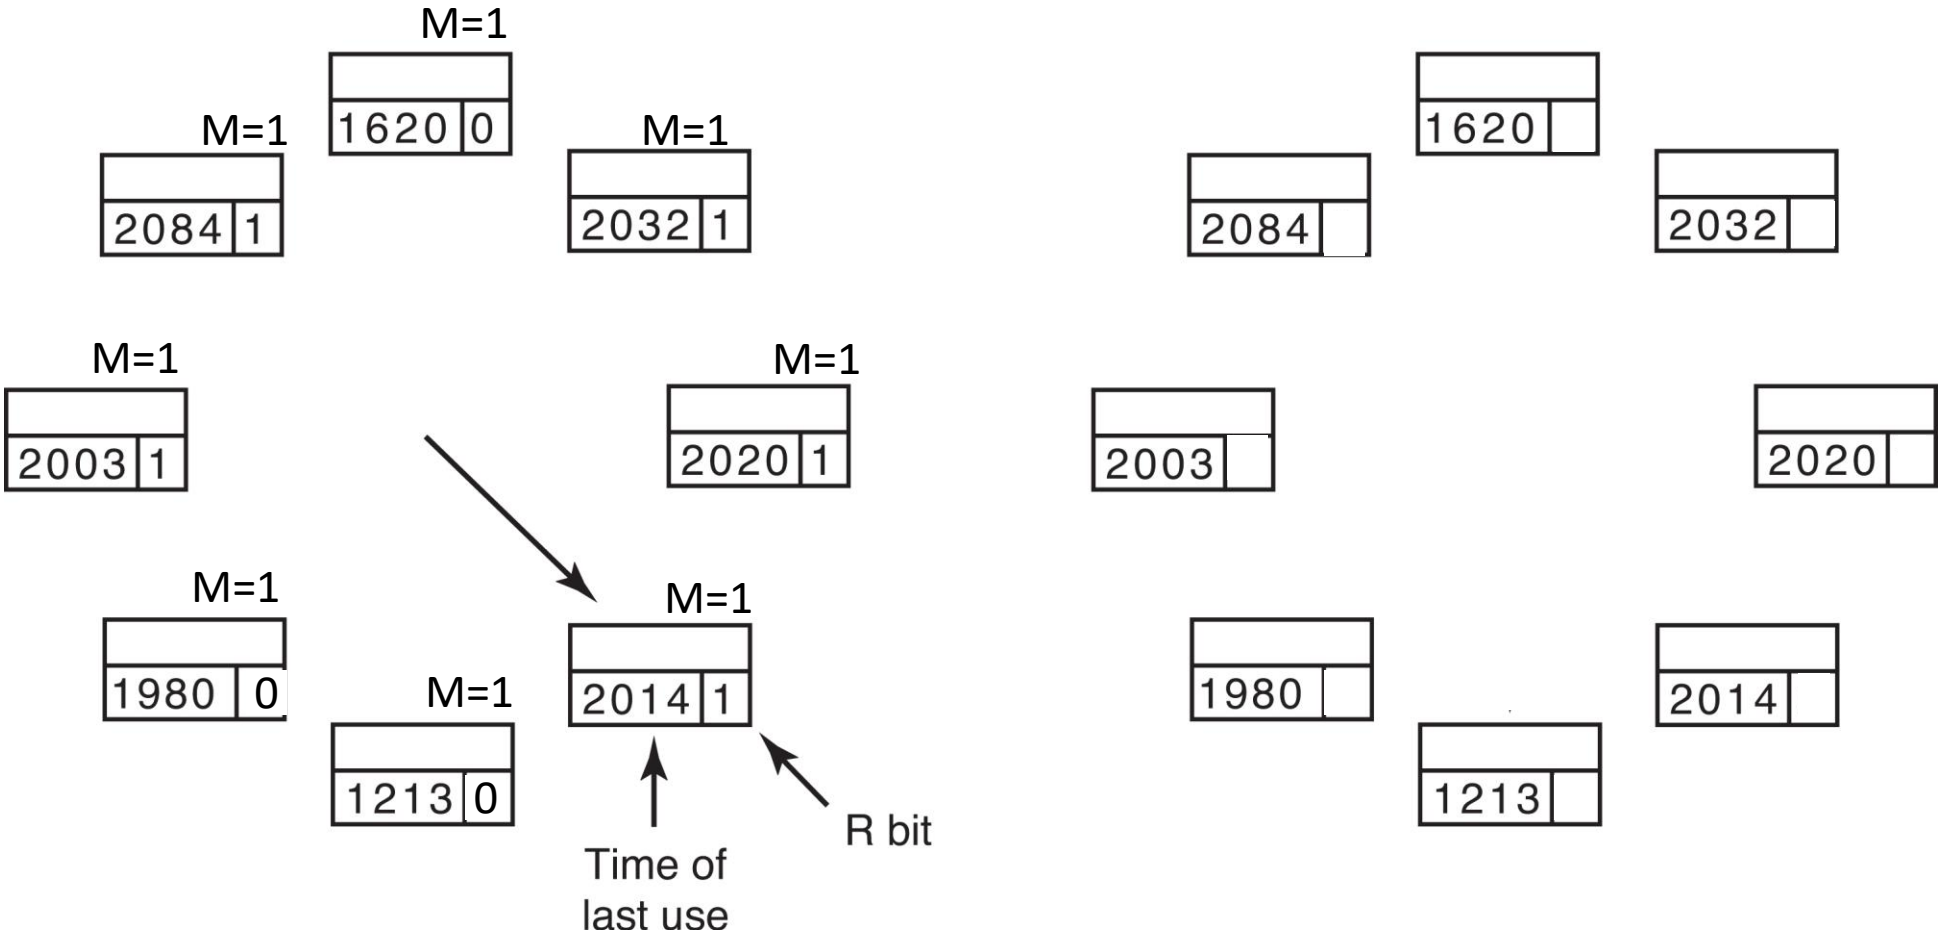 M=1
1620 0
M=1
2084 1
M=1
2032 1
M=1
2003 1
M=1
2020 1
M=1
1980 0
M=1
1213 0
M=1
2014 1
Time of
last use
R bit
1620
2084
2032
2003
2020
1980
2014
1213